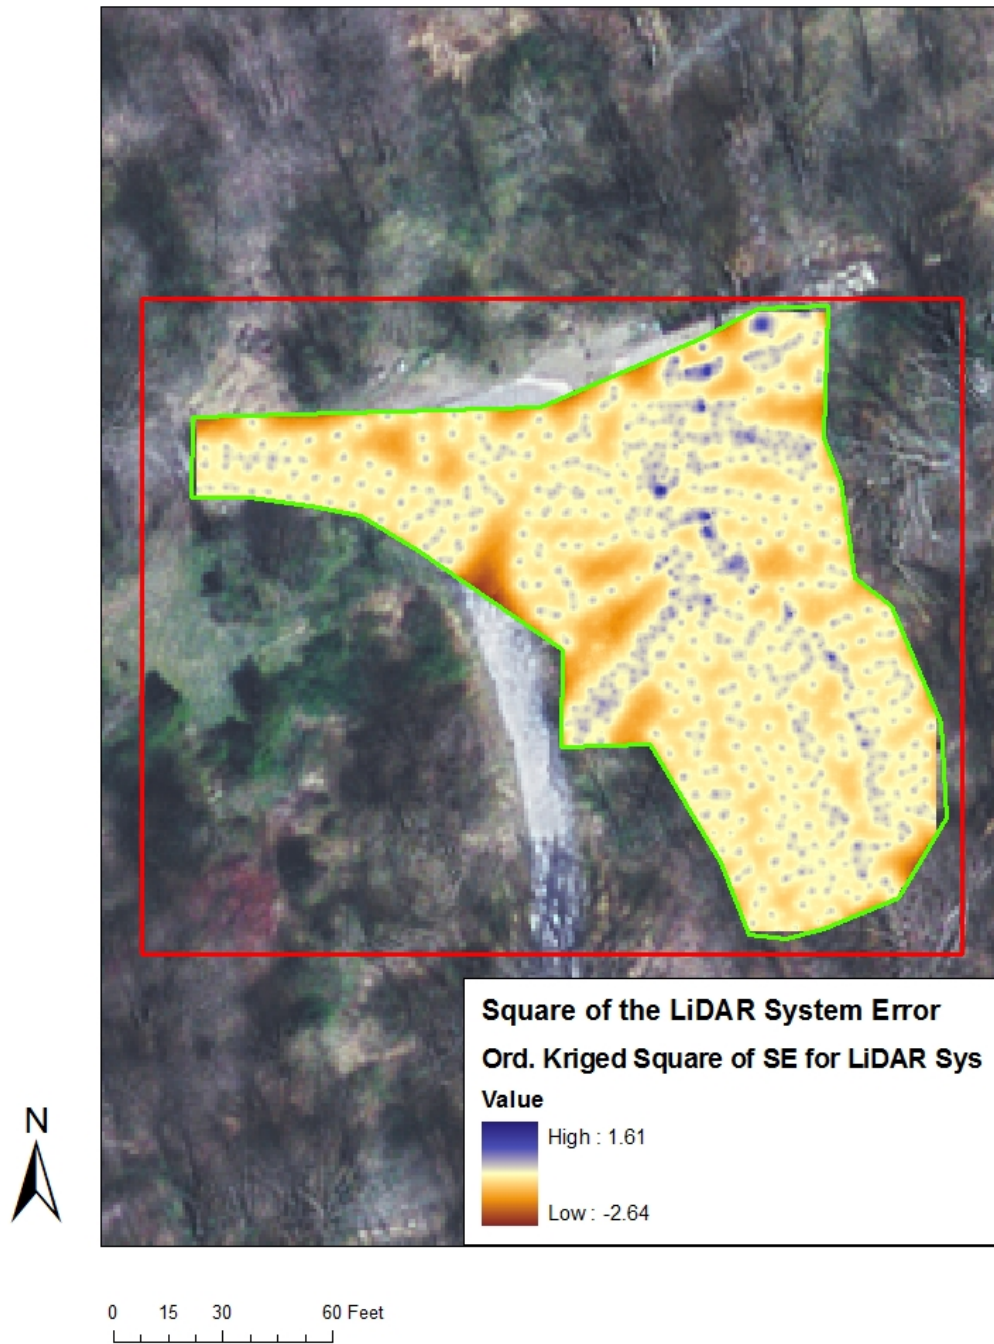 Square of the LiDAR System Error
Ord. Kriged Square of SE for LiDAR Sys
Value
High : 1.61
Low : -2.64
N
0 15 30 60 Feet